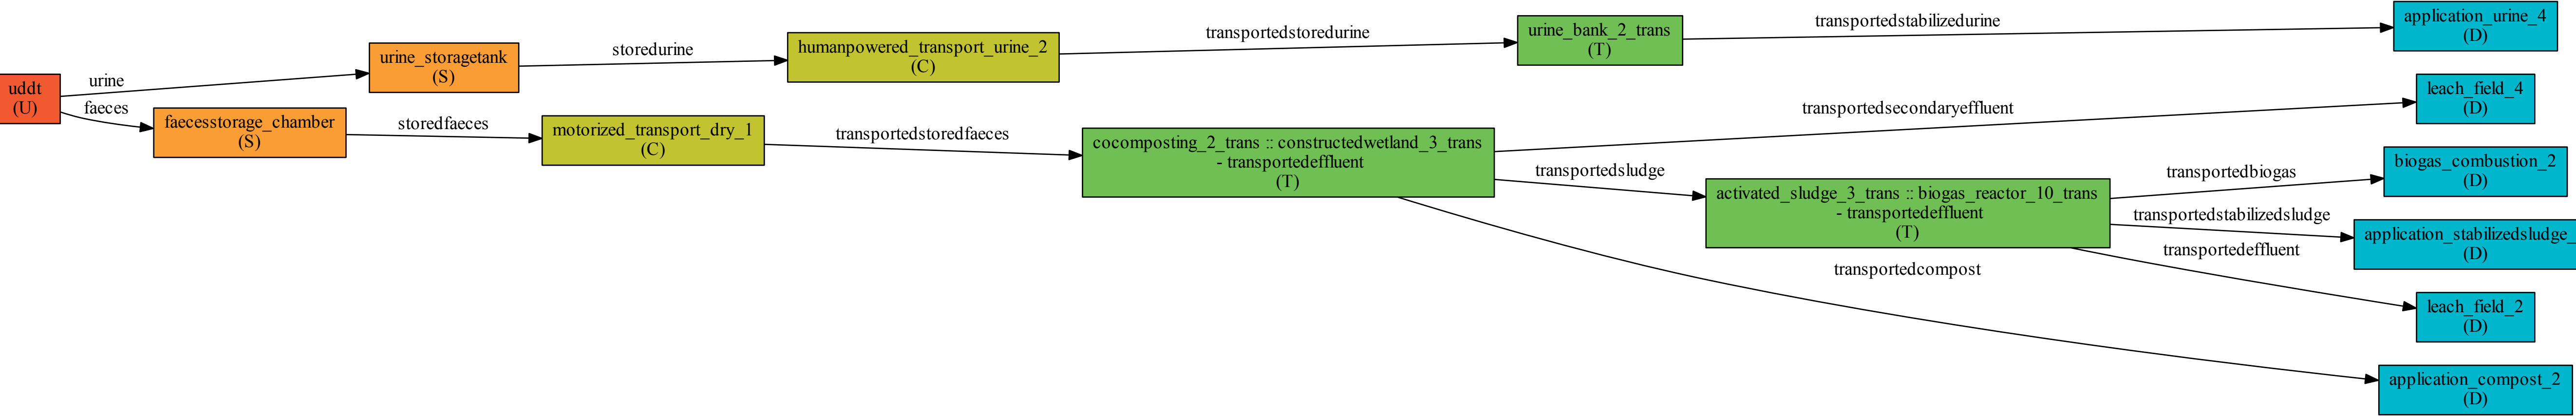 uddt
(U)
urine
faeces
urine_storagetank
(S)
faecesstorage_chamber
(S)
storedurine
storedfaeces
humanpowered_transport_urine_2
(C)
motorized_transport_dry_1
(C)
transportedstoredurine
transportedstoredfaeces
cocomposting_2_trans :: constructedwetland_3_trans
- transportedeffluent
(T)
urine_bank_2_trans
(T)
transportedstabilizedurine
transportedsecondaryeffluent
transportedsludge
activated_sludge_3_trans :: biogas_reactor_10_trans
- transportedeffluent
(T)
transportedcompost
transportedbiogas
transportedstabilizedsludge
transportedeffluent
application_urine_4
(D)
leach_field_4
(D)
biogas_combustion_2
(D)
application_stabilizedsludge_
(D)
leach_field_2
(D)
application_compost_2
(D)